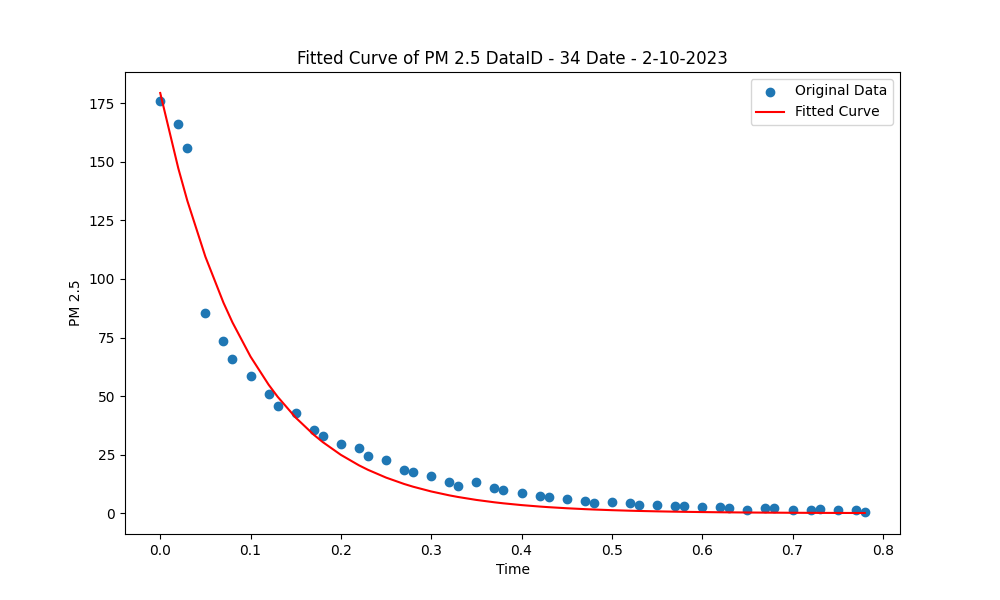 Fitted Curve of PM 2.5 DataID - 34 Date - 2-10-2023
Original Data
Fitted Curve
PM 2.5
175
150
125
100
75
50
25
0
0.0 0.1 0.2 0.3 0.4 0.5 0.6 0.7 0.8
Time